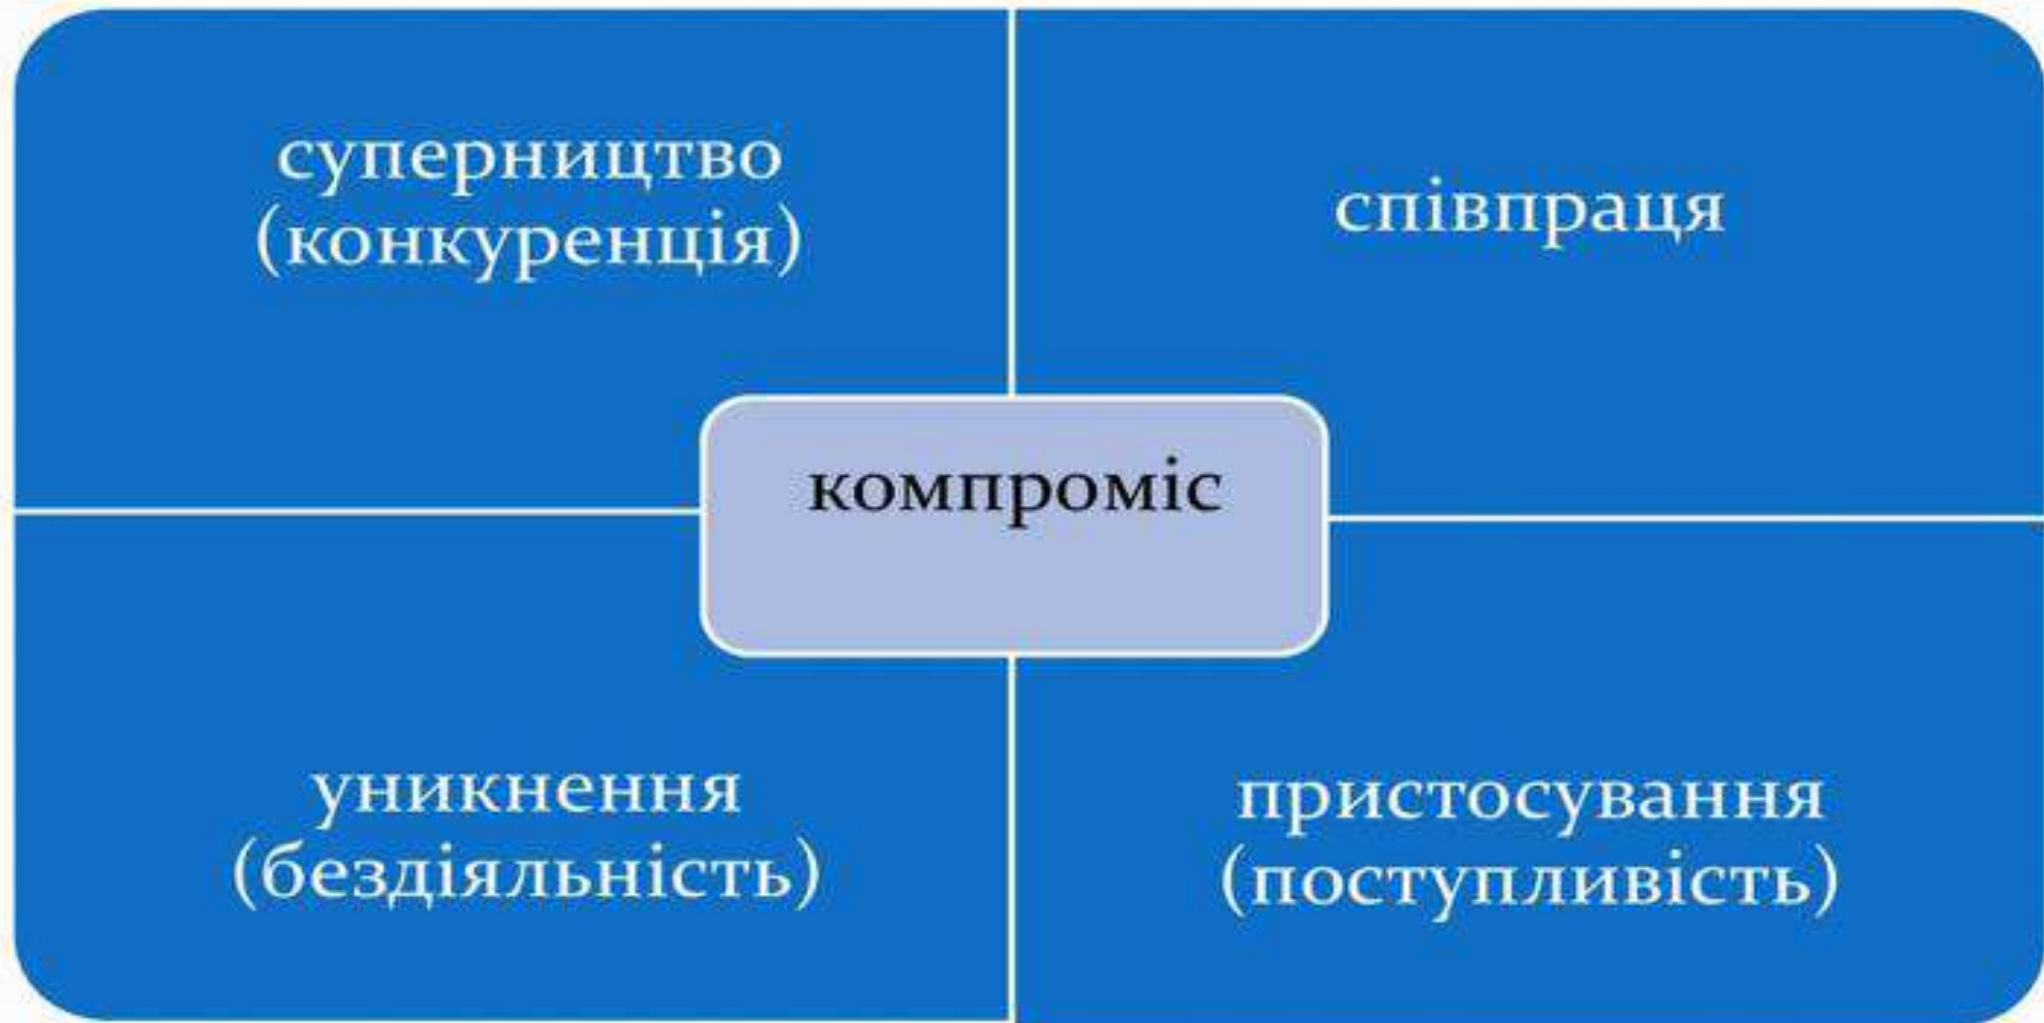 суперництво
(конкуренція)
співпраця
компроміс
уникнення
(бездіяльність)
пристосування
(поступливість)